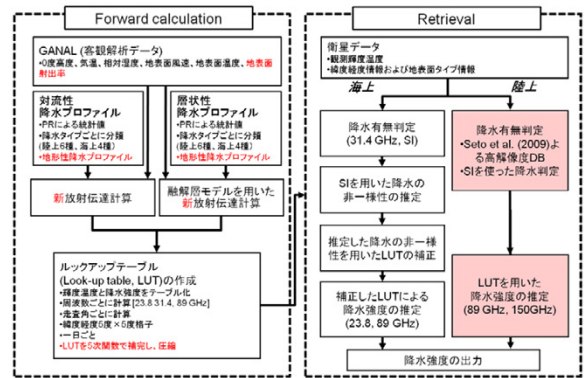 Forward calculation
GANAL (客観解析データ)
•0度高度、気温、相対湿度、地表面風速、地表面温度、地表面
射出率
対流性
降水プロファイル
•PRによる統計値
•降水タイプごとに分類
(陸上6種、海上4種)
•地形性降水プロファイル
層状性
降水プロファイル
•PRによる統計値
•降水タイプごとに分類
(陸上6種、海上4種)
•地形性降水プロファイル
新放射伝達計算
融解層モデルを用いた
新放射伝達計算
ルックアップテーブル
(Look-up table, LUT)の作成
•輝度温度と降水強度をテーブル化
•周波数ごとに計算[23.8 31.4, 89 GHz]
•走査角ごとに計算
•緯度経度5度×5度格子
•一日ごと
•LUTを5次関数で補完し、圧縮
Retrieval
衛星データ
•観測輝度温度
•緯度経度情報および地表面タイプ情報
海上
陸上
降水有無判定
(31.4 GHz, SI)
SIを用いた降水の
非一様性の推定
推定した降水の非一様
性を用いたLUTの補正
補正したLUTによる
降水強度の推定
(23.8, 89 GHz)
降水有無判定
•Seto et al. (2009)よ
る高解像度DB
•SIを使った降水判定
LUTを用いた
降水強度の推定
(89 GHz, 150GHz)
降水強度の出力